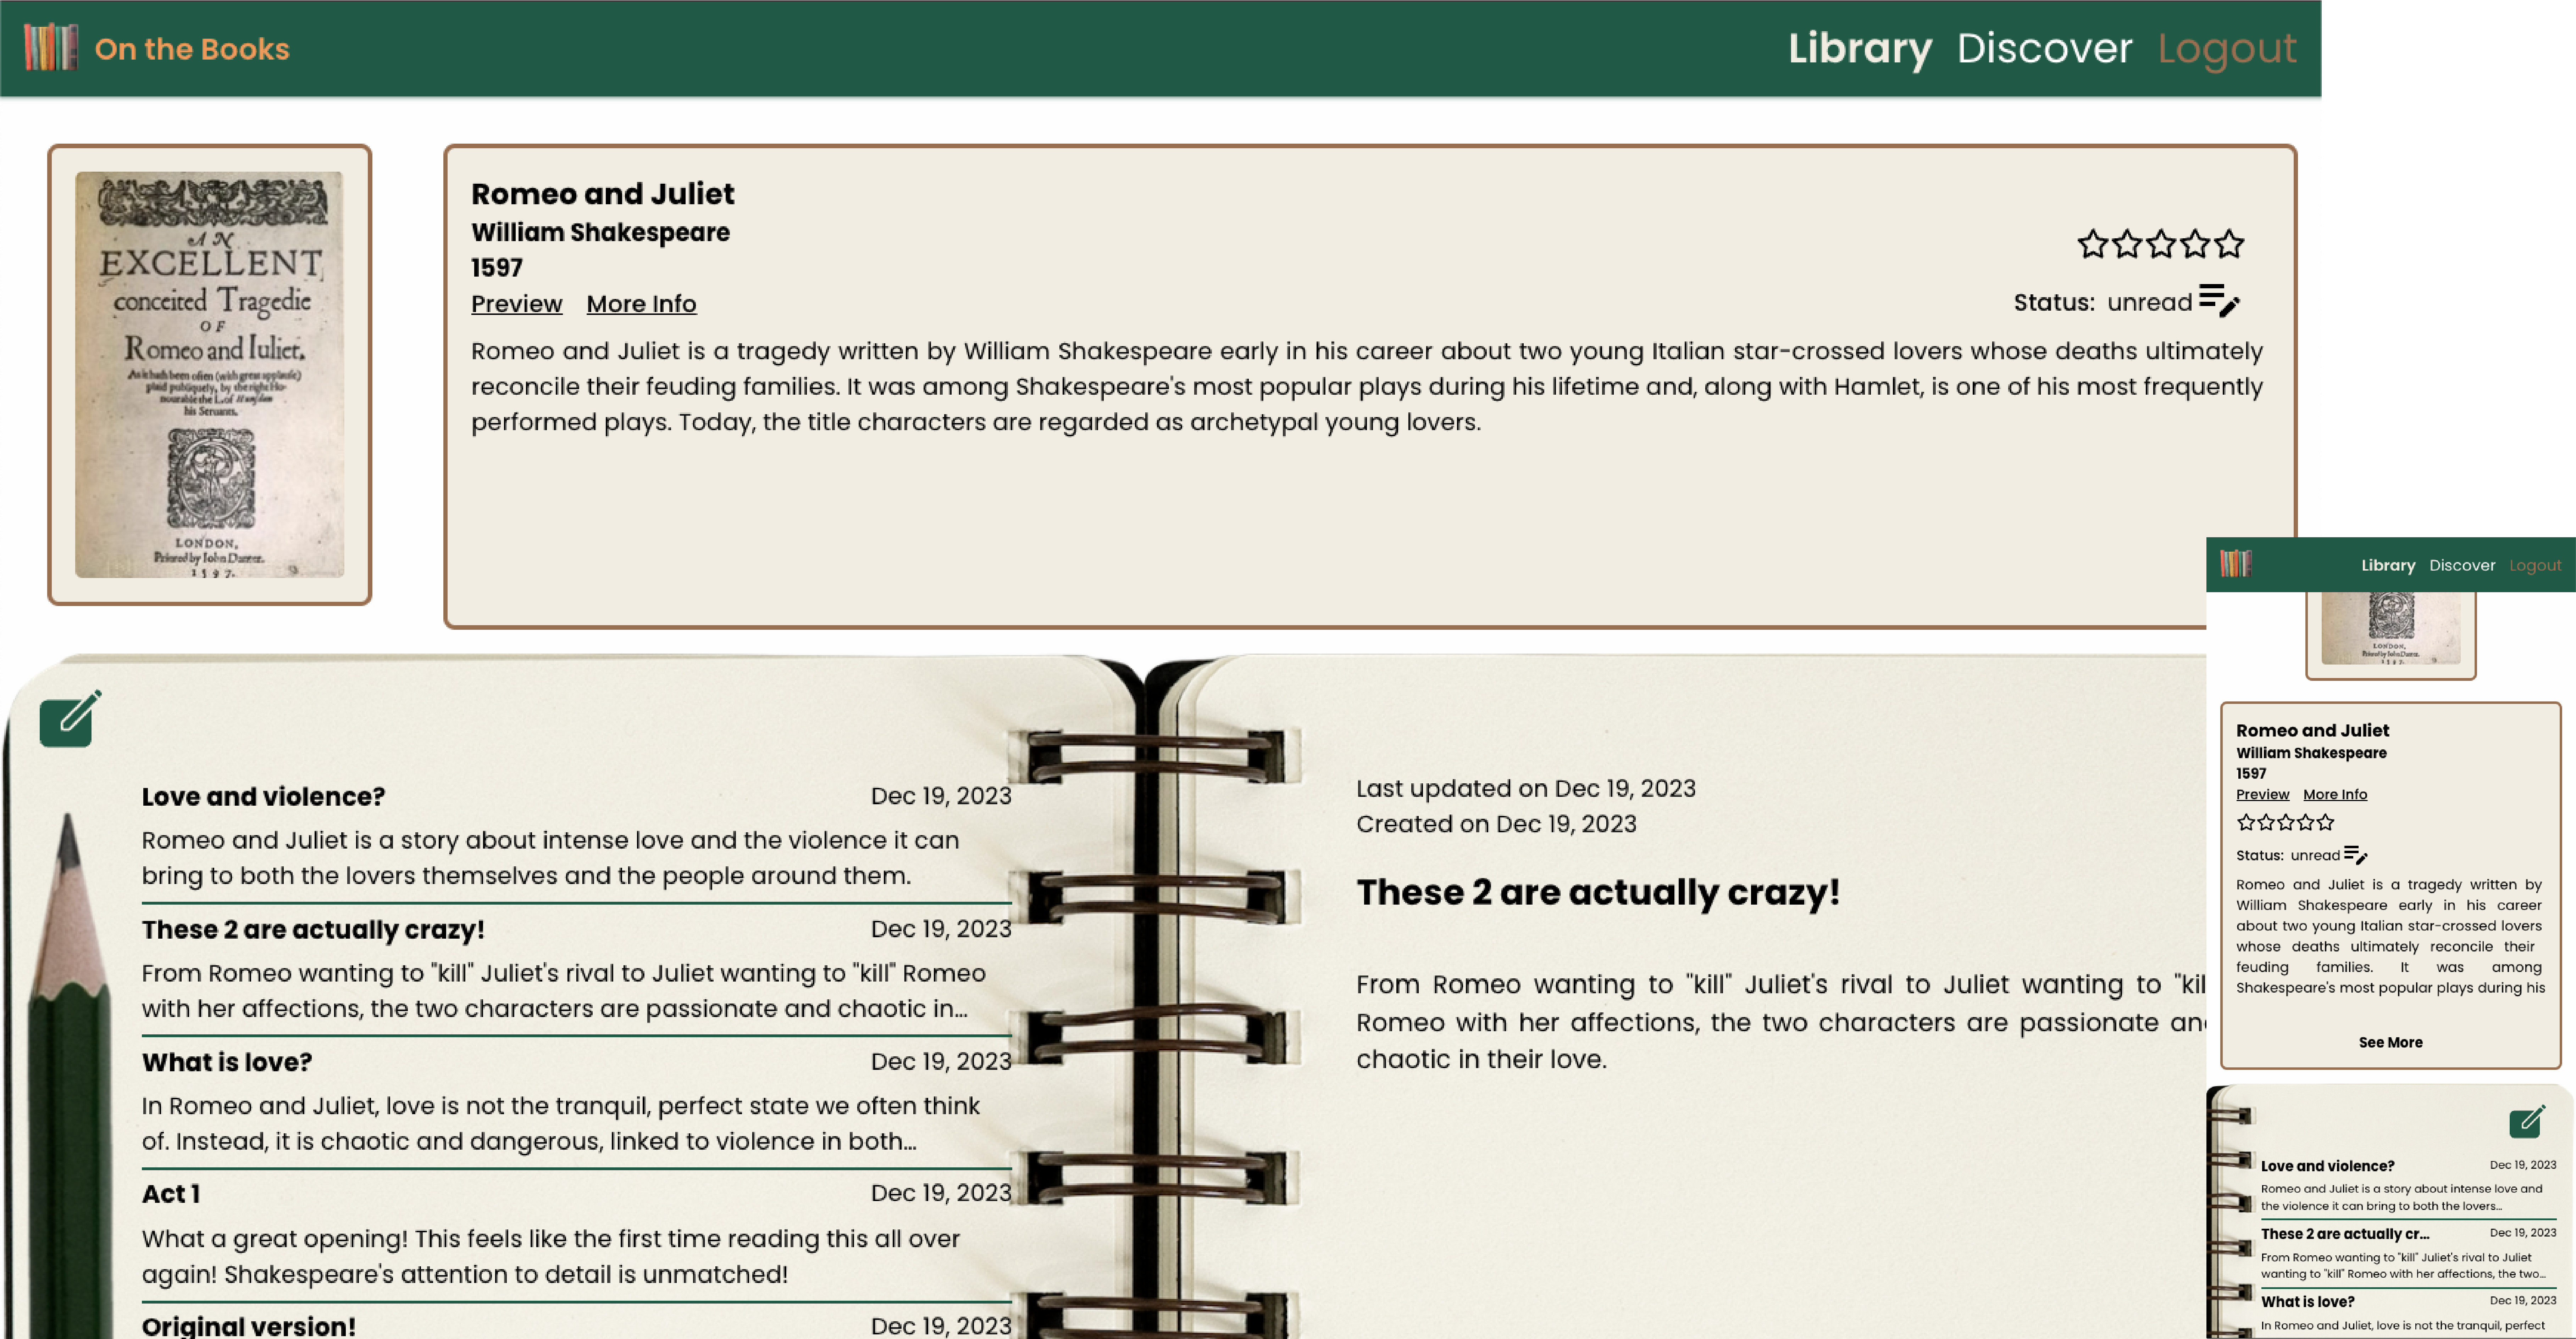 On the Books
Library Discover Logout
AN
EXCELLENT
conceited Tragedie
OF
Romeo and Iuliet.
As it hath been often (with great applause)
plaid publiquely, by the right Ho-
nourable the L. of Hunsdon
his Seruants.
LONDON,
Printed by Iohn Danter.
1597.
Romeo and Juliet
William Shakespeare
1597
Preview More Info
Status: unread
Romeo and Juliet is a tragedy written by William Shakespeare early in his career about two young Italian star-crossed lovers whose deaths ultimately
reconcile their feuding families. It was among Shakespeare's most popular plays during his lifetime and, along with Hamlet, is one of his most frequently
performed plays. Today, the title characters are regarded as archetypal young lovers.
Love and violence? Dec 19, 2023
Romeo and Juliet is a story about intense love and the violence it can
bring to both the lovers themselves and the people around them.
These 2 are actually crazy! Dec 19, 2023
From Romeo wanting to "kill" Juliet's rival to Juliet wanting to "kill" Romeo
with her affections, the two characters are passionate and chaotic in...
What is love? Dec 19, 2023
In Romeo and Juliet, love is not the tranquil, perfect state we often think
of. Instead, it is chaotic and dangerous, linked to violence in both...
Act 1 Dec 19, 2023
What a great opening! This feels like the first time reading this all over
again! Shakespeare's attention to detail is unmatched!
Original version! Dec 19, 2023
Last updated on Dec 19, 2023
Created on Dec 19, 2023
These 2 are actually crazy!
From Romeo wanting to "kill" Juliet's rival to Juliet wanting to "kil
Romeo with her affections, the two characters are passionate an
chaotic in their love.
Library Discover Logout
LONDON,
Printed by Iohn Danter.
1597.
Romeo and Juliet
William Shakespeare
1597
Preview More Info
Status: unread
Romeo and Juliet is a tragedy written by
William Shakespeare early in his career
about two young Italian star-crossed lovers
whose deaths ultimately reconcile their
feuding families. It was among
Shakespeare's most popular plays during his
See More
Love and violence? Dec 19, 2023
Romeo and Juliet is a story about intense love and
the violence it can bring to both the lovers...
These 2 are actually cr... Dec 19, 2023
From Romeo wanting to "kill" Juliet's rival to Juliet
wanting to "kill" Romeo with her affections, the two...
What is love? Dec 19, 2023
In Romeo and Juliet, love is not the tranquil, perfect